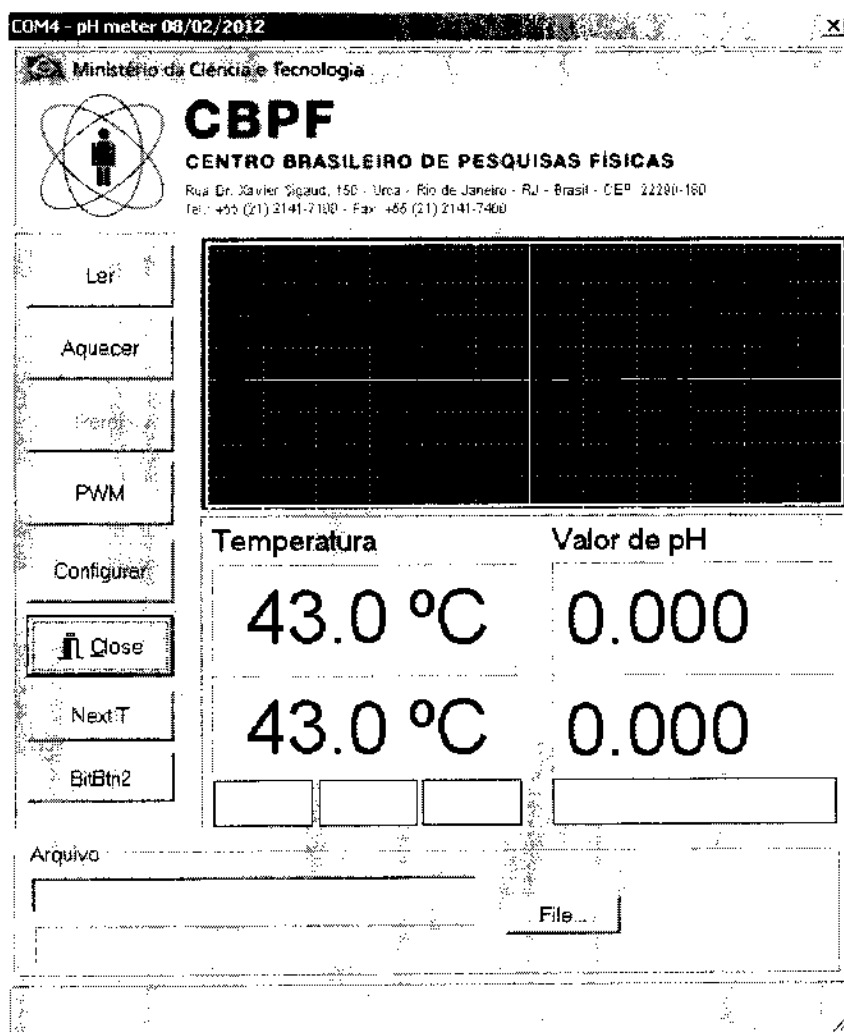 COM4 - pH meter 08/02/2012
Ministério da Ciência e Tecnologia
CBPF
CENTRO BRASILEIRO DE PESQUISAS FÍSICAS
Rua Dr. Xavier Sigaud, 150 - Urca - Rio de Janeiro - RJ - Brasil - CEP 22290-180
Tel.: +55 (21) 2141-7100 - Fax: +55 (21) 2141-7400
Ler
Aquecer
PWM
Configurar
Close
Next T
BitBtn2
Temperatura
Valor de pH
43.0 ºC
0.000
43.0 ºC
0.000
Arquivo
File...